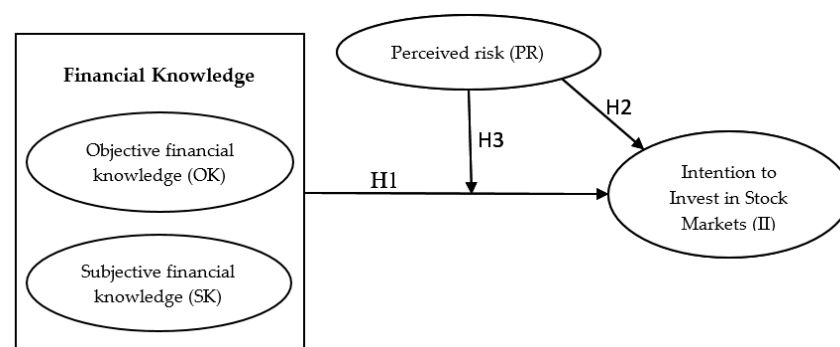 Financial Knowledge
Objective financial
knowledge (OK)
Subjective financial
knowledge (SK)
Perceived risk (PR)
H1
H3
H2
Intention to
Invest in Stock
Markets (II)